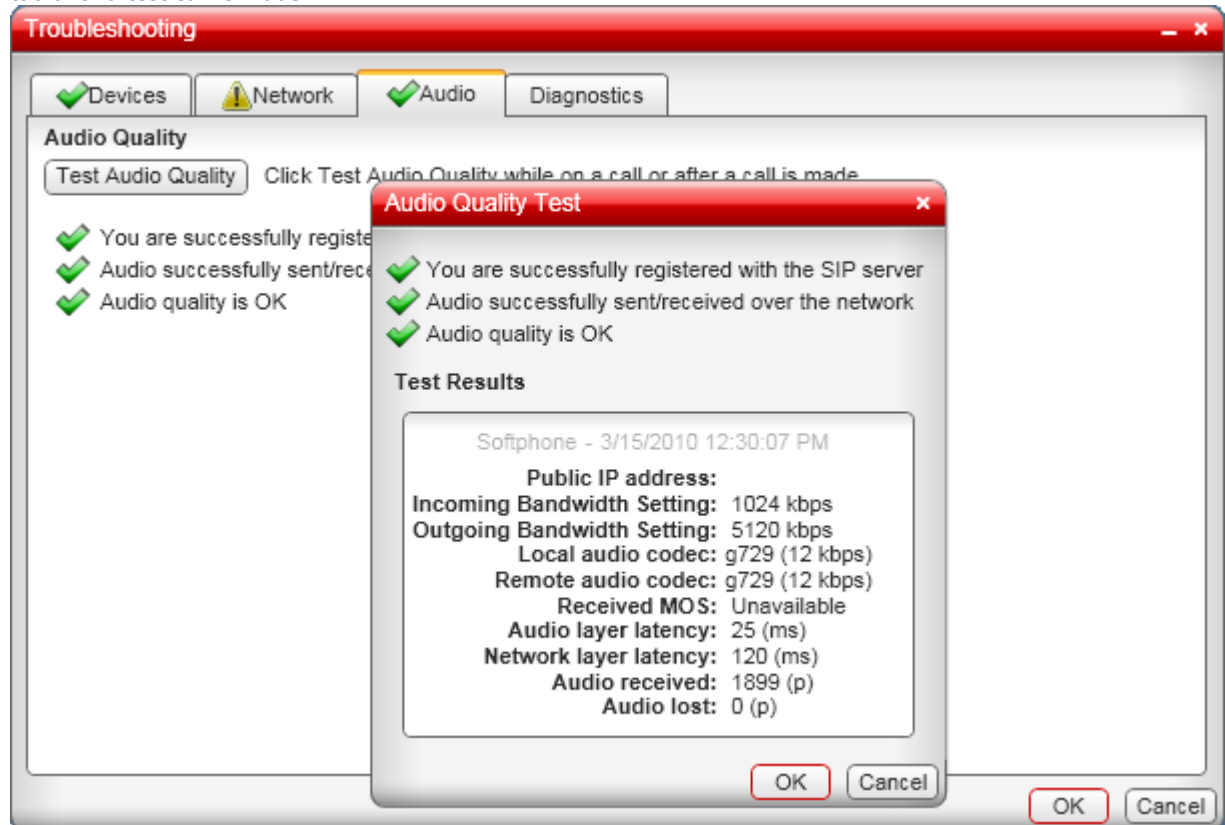 Troubleshooting
Devices Network Audio Diagnostics
Audio Quality
Test Audio Quality Click Test Audio Quality while on a call or after a call is made
You are successfully registe
Audio successfully sent/rece
Audio quality is OK
Audio Quality Test
You are successfully registered with the SIP server
Audio successfully sent/received over the network
Audio quality is OK
Test Results
Softphone - 3/15/2010 12:30:07 PM
Public IP address:
Incoming Bandwidth Setting: 1024 kbps
Outgoing Bandwidth Setting: 5120 kbps
Local audio codec: g729 (12 kbps)
Remote audio codec: g729 (12 kbps)
Received MOS: Unavailable
Audio layer latency: 25 (ms)
Network layer latency: 120 (ms)
Audio received: 1899 (p)
Audio lost: 0 (p)
OK Cancel
OK Cancel